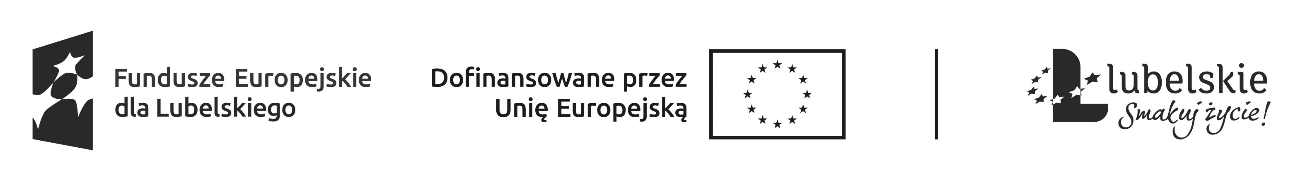 Fundusze Europejskie
dla Lubelskiego
Dofinansowane przez
Unię Europejską
lubelskie
Smakuj życie!